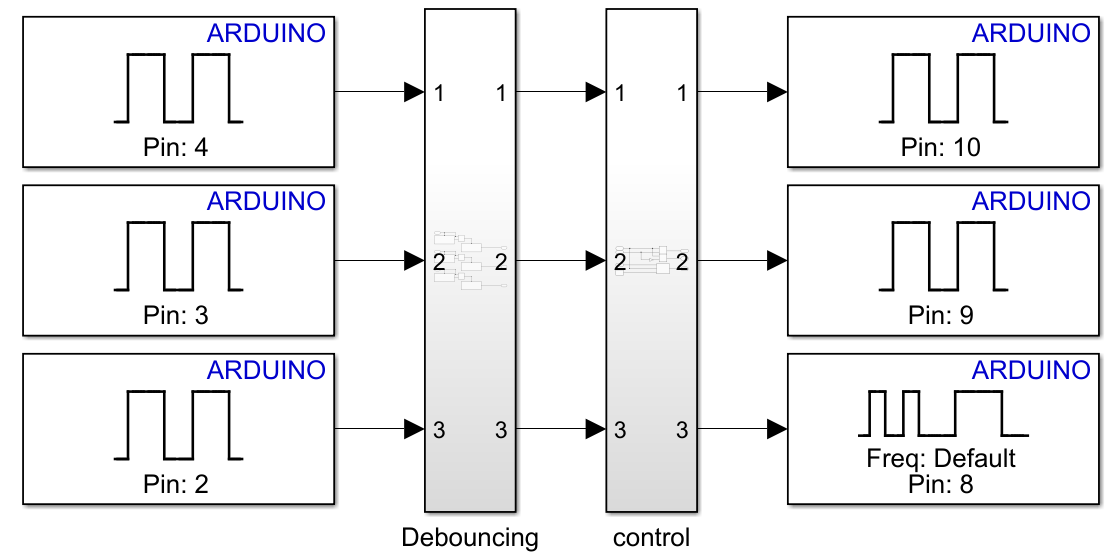 ARDUINO
Pin: 4
ARDUINO
Pin: 3
ARDUINO
Pin: 2
1 1
2 2
3 3
Debouncing
1 1
2 2
3 3
control
ARDUINO
Pin: 10
ARDUINO
Pin: 9
ARDUINO
Freq: Default
Pin: 8